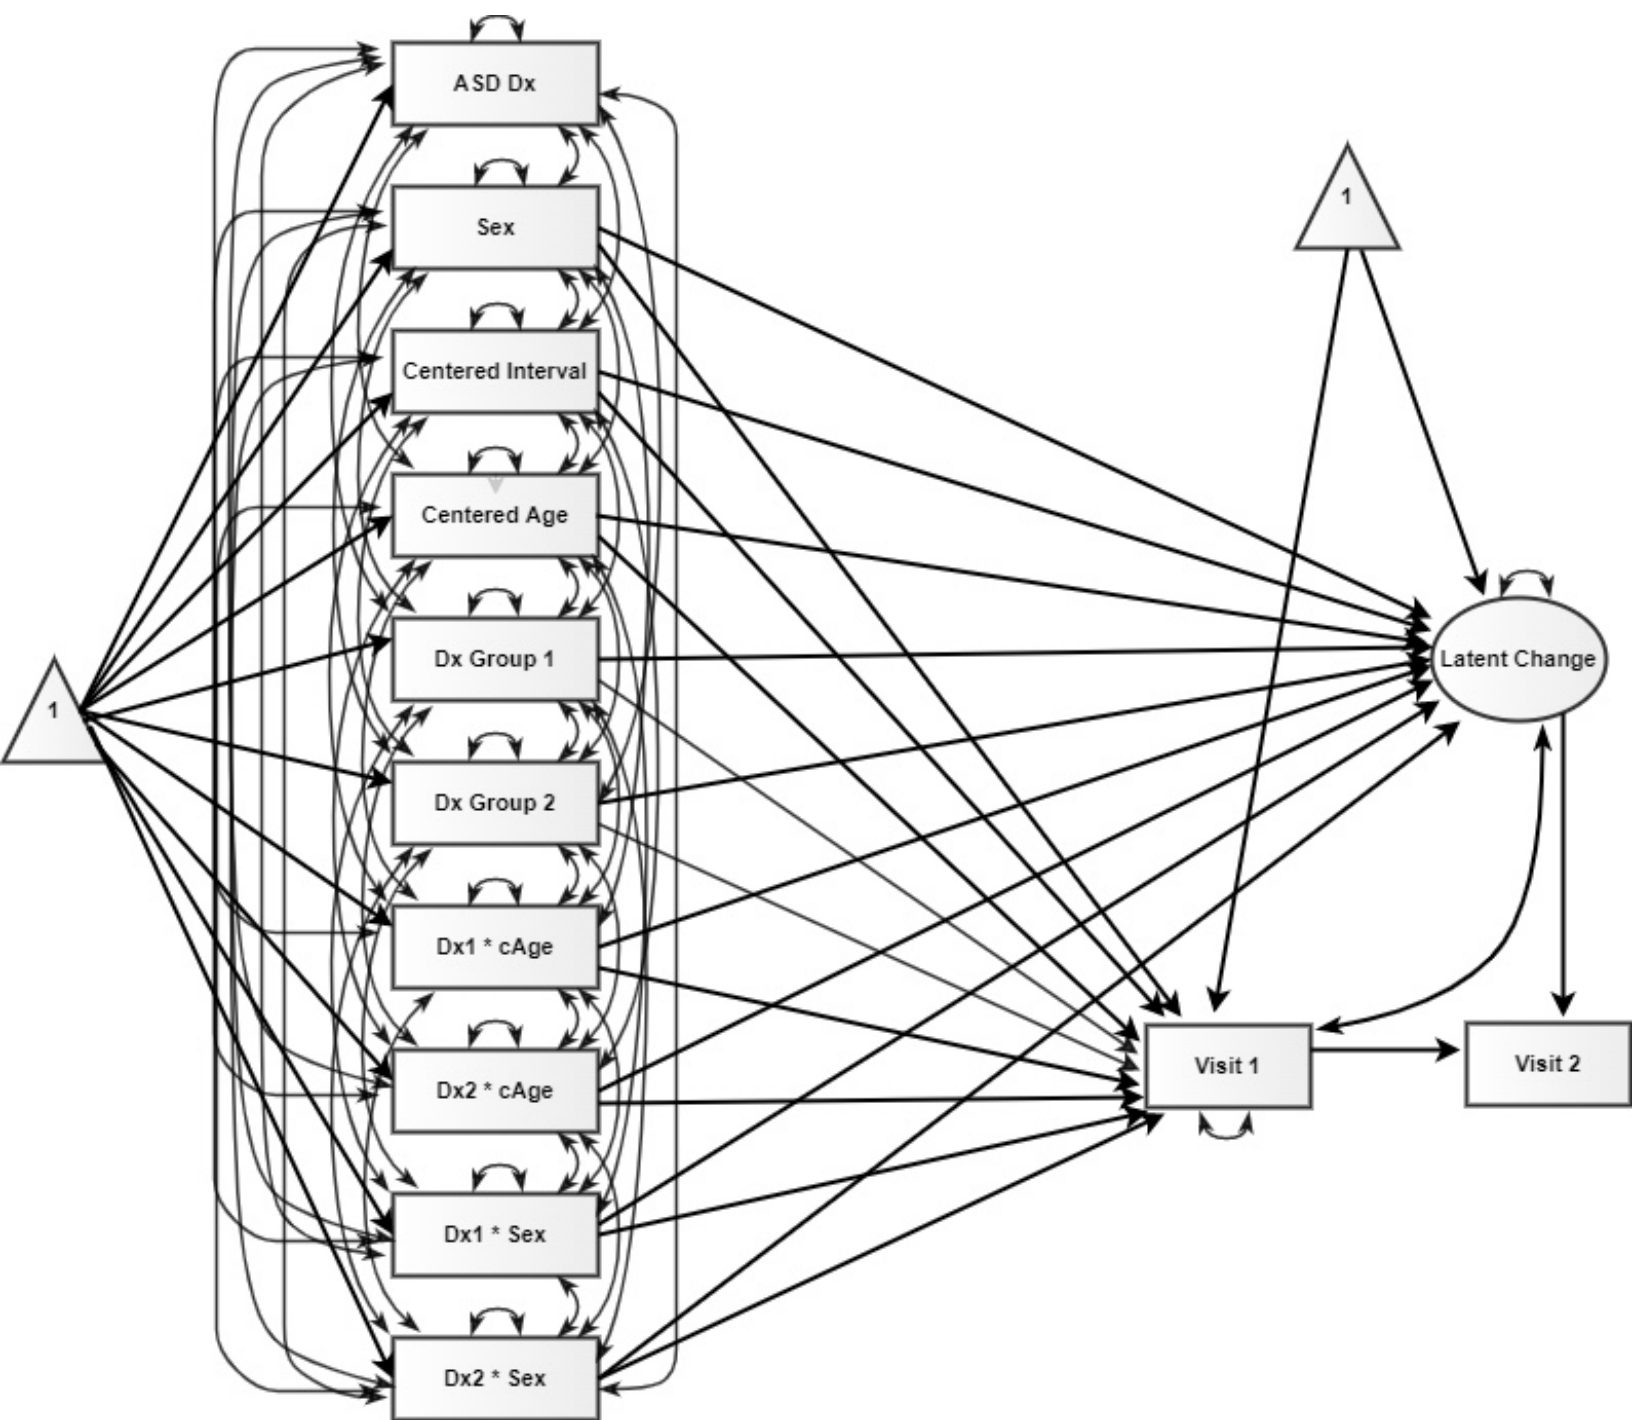 ASD Dx
1
Sex
Centered Interval
Centered Age
Dx Group 1
Latent Change
1
Dx Group 2
Dx1 * cAge
Visit 1
Visit 2
Dx2 * cAge
Dx1 * Sex
Dx2 * Sex